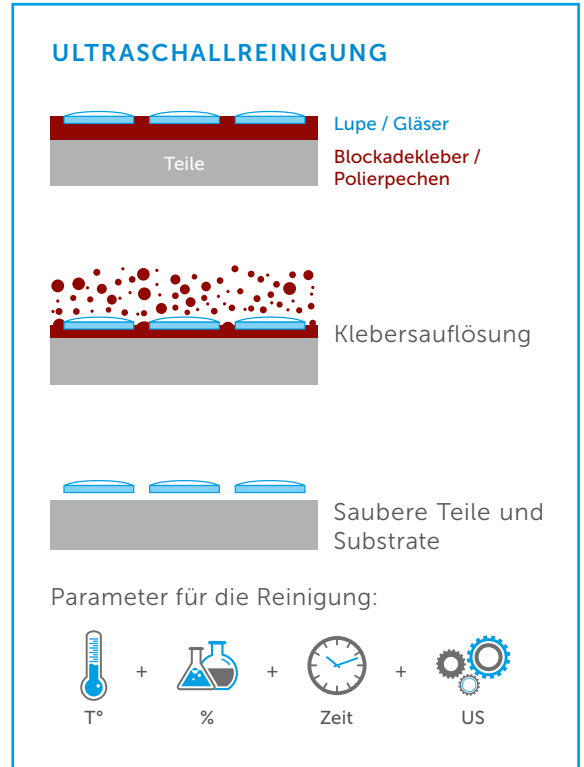 ULTRASCHALLREINIGUNG
Lupe / Gläser
Teile
Blockadekleber /
Polierpechen
Klebersauflösung
Saubere Teile und
Substrate
Parameter für die Reinigung:
T° + % + Zeit + US